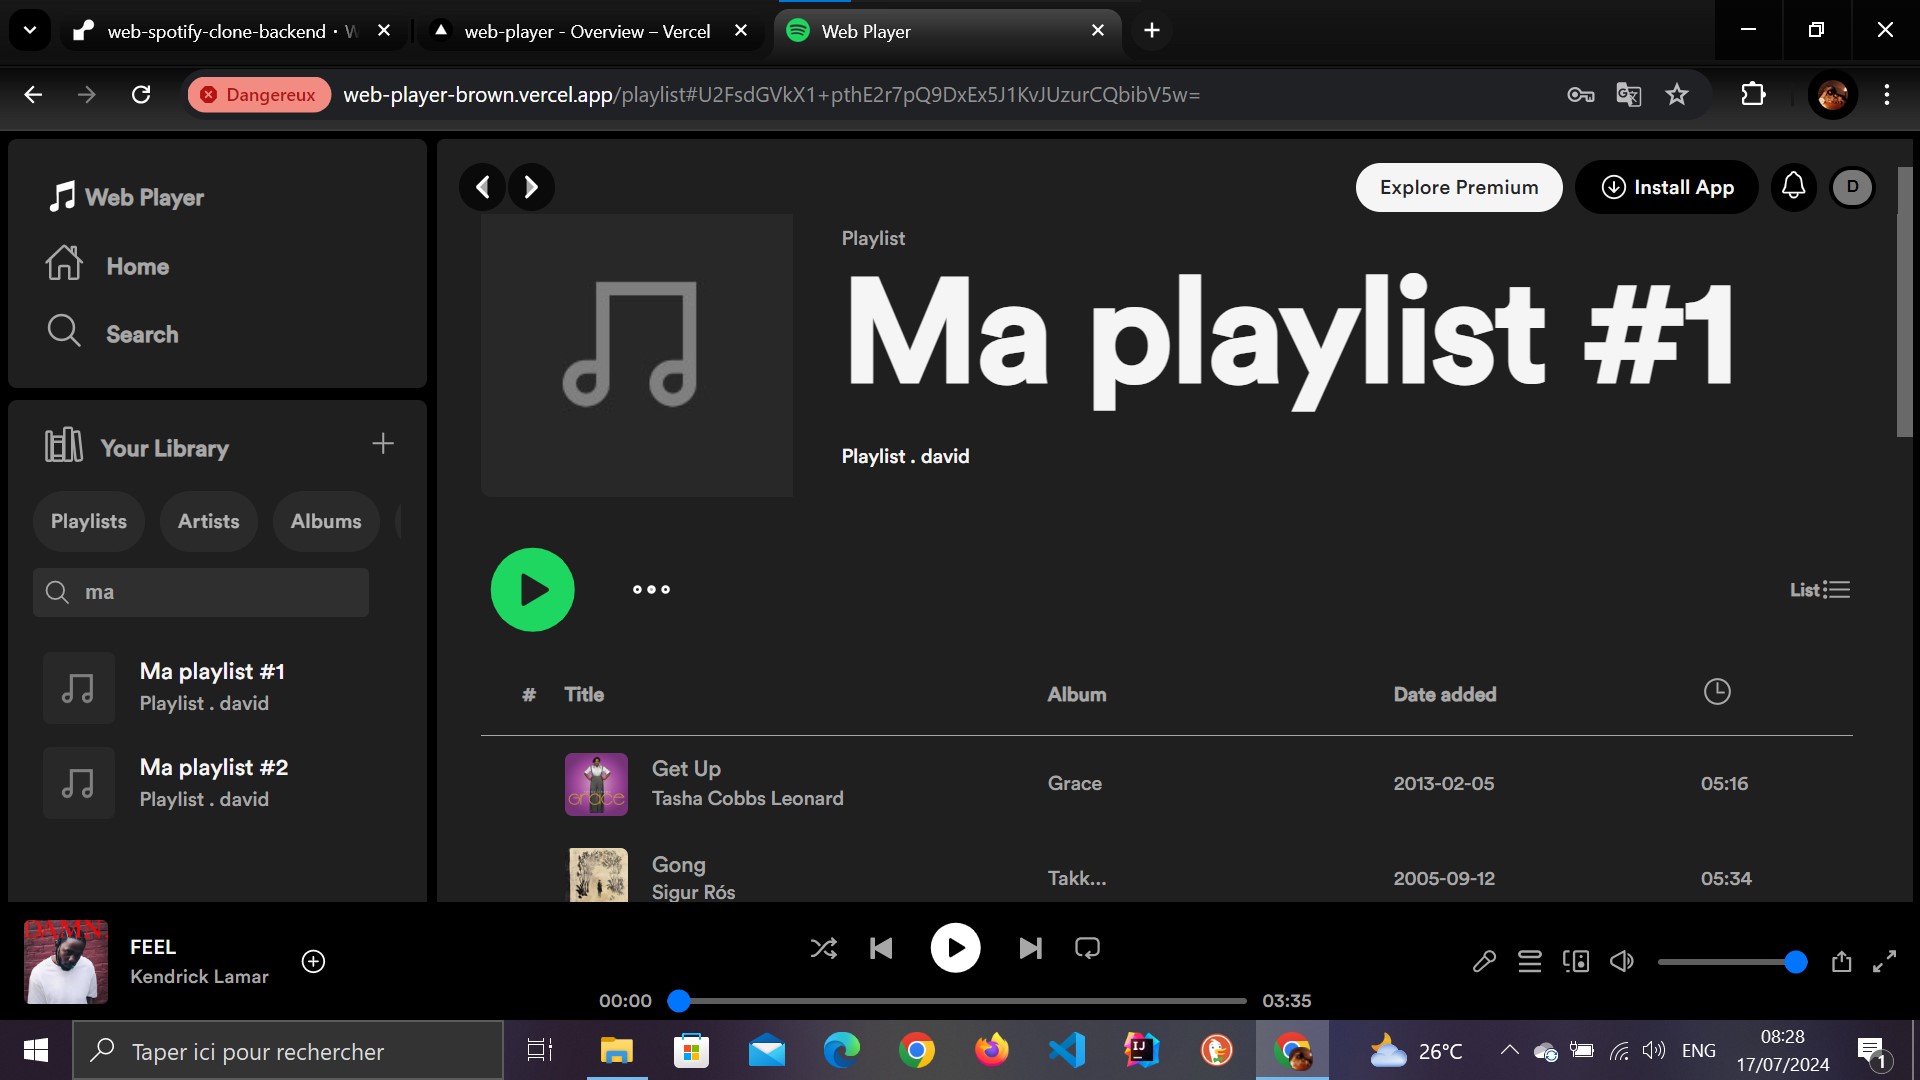 web-spotify-clone-backend · W
web-player - Overview – Vercel
Web Player
Dangereux
web-player-brown.vercel.app/playlist#U2FsdGVkX1+pthE2r7pQ9DxEx5J1KvJUzurCQbibV5w=
Web Player
Home
Search
Your Library
Playlists
Artists
Albums
ma
Ma playlist #1
Playlist . david
Ma playlist #2
Playlist . david
Explore Premium
Install App
D
Playlist
Ma playlist #1
Playlist . david
List
# Title Album Date added
Get Up
Tasha Cobbs Leonard
Grace
2013-02-05
05:16
grace
Gong
Sigur Rós
Takk...
2005-09-12
05:34
DAMN.
FEEL
Kendrick Lamar
00:00
03:35
Taper ici pour rechercher
26°C
ENG
08:28
17/07/2024
1